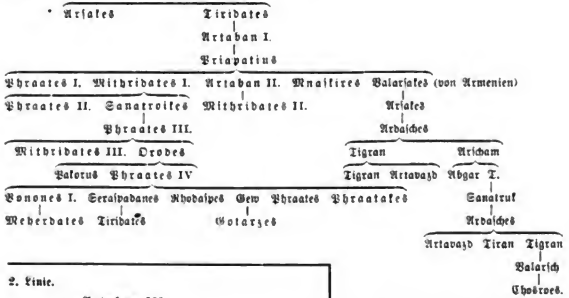 Arsakes Tiridates
Artaban I.
Priapatius
Phraates I. Mithridates I. Artaban II. Mnaskires Valarsakes (von Armenien)
Phraates II. Sanatroikes Mithridates II. Arsakes
Phraates III. Ardasches
Mithridates III. Orodes Tigran Arscham
Pakorus Phraates IV Tigran Artavazd Abgar T.
Vonones I. Seraspadanes Rhodaspes Gew Phraates Phraatakes Sanatruk
Meherdates Tiridates Gotarzes Ardasches
Artavazd Tiran Tigran
Valarsch
Chosroes.
2. Linie.